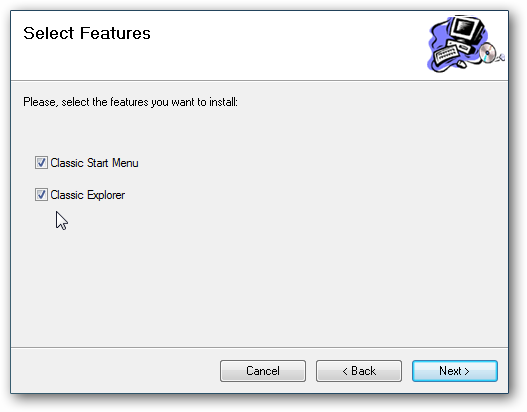 Select Features
Please, select the features you want to install:
Classic Start Menu
Classic Explorer
Cancel
< Back
Next >